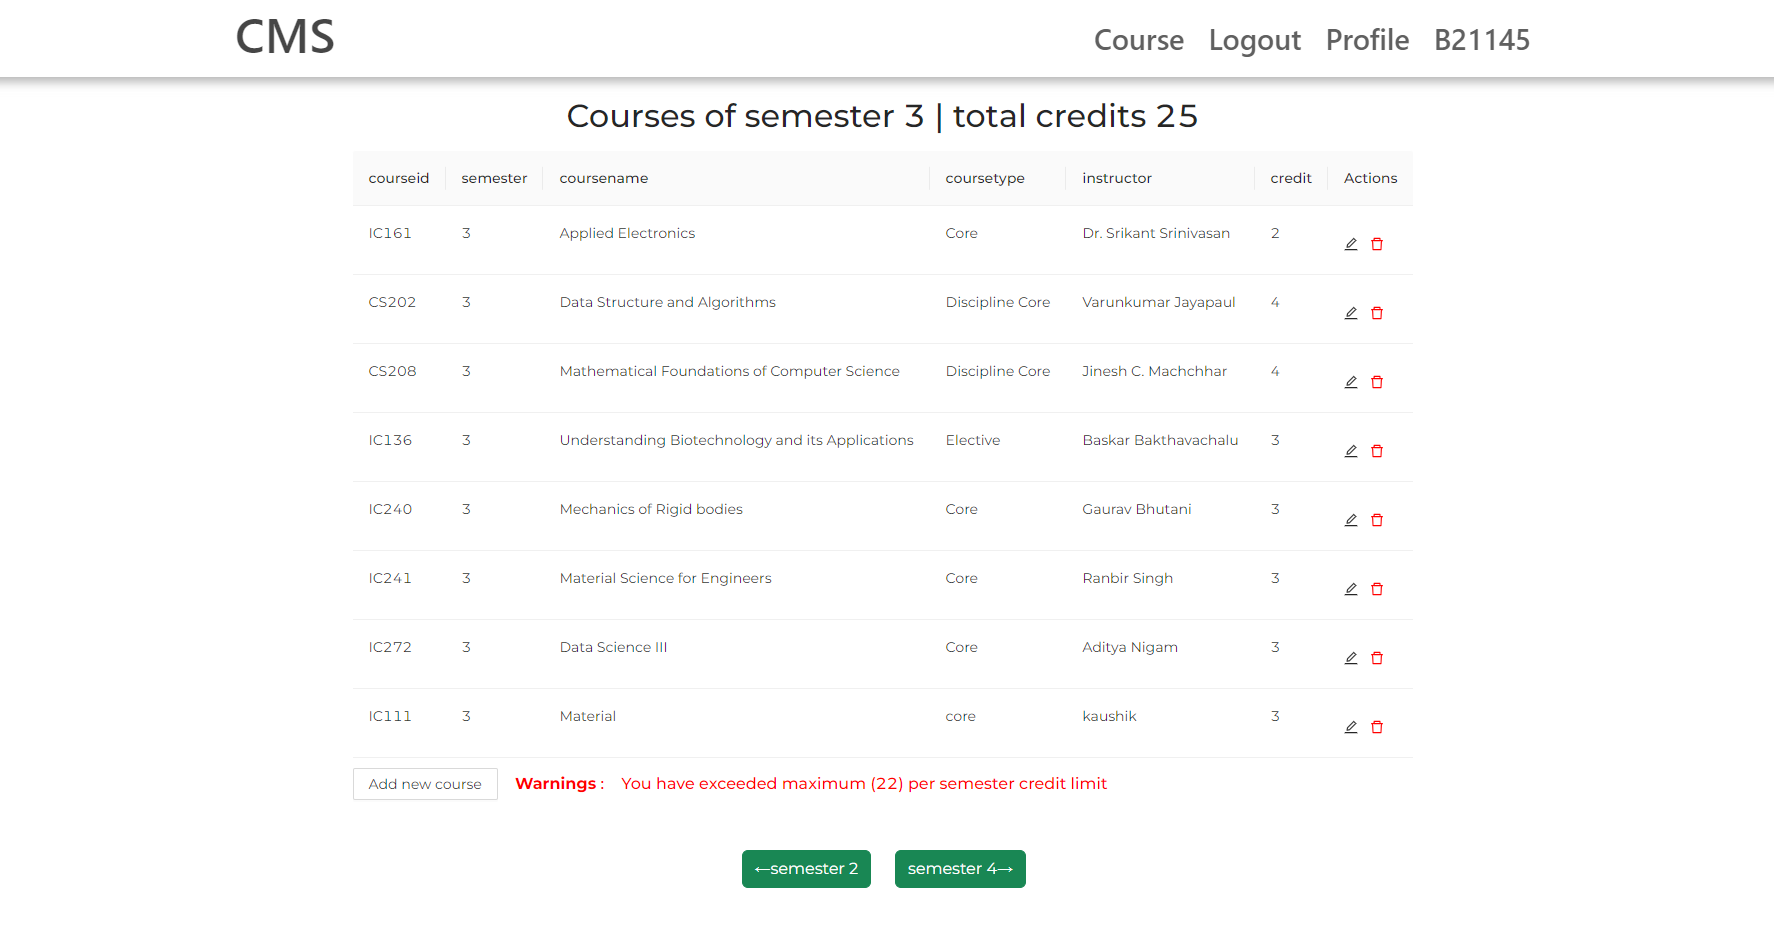 CMS
Course Logout Profile B21145
Courses of semester 3 | total credits 25
courseid semester coursename coursetype instructor credit Actions
IC161 3 Applied Electronics Core Dr. Srikant Srinivasan 2
CS202 3 Data Structure and Algorithms Discipline Core Varunkumar Jayapaul 4
CS208 3 Mathematical Foundations of Computer Science Discipline Core Jinesh C. Machchhar 4
IC136 3 Understanding Biotechnology and its Applications Elective Baskar Bakthavachalu 3
IC240 3 Mechanics of Rigid bodies Core Gaurav Bhutani 3
IC241 3 Material Science for Engineers Core Ranbir Singh 3
IC272 3 Data Science III Core Aditya Nigam 3
IC111 3 Material core kaushik 3
Add new course Warnings : You have exceeded maximum (22) per semester credit limit
←semester 2 semester 4→